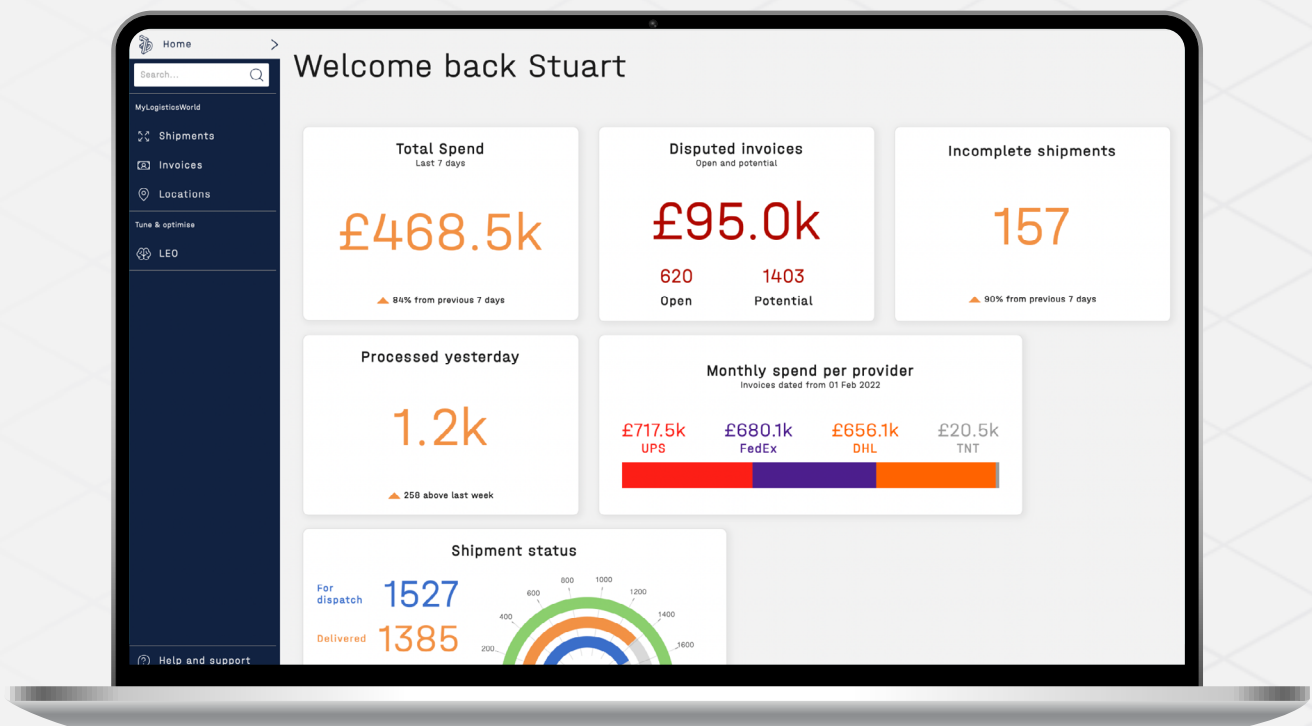 Home
Search...
MyLogisticsWorld
Shipments
Invoices
Locations
Tune & optimise
LEO
Help and support
Welcome back Stuart
Total Spend
Last 7 days
£468.5k
84% from previous 7 days
Disputed invoices
Open and potential
£95.0k
620 1403
Open Potential
Incomplete shipments
157
90% from previous 7 days
Processed yesterday
1.2k
258 above last week
Monthly spend per provider
Invoices dated from 01 Feb 2022
£717.5k £680.1k £656.1k £20.5k
UPS FedEx DHL TNT
Shipment status
For
dispatch
1527
Delivered 1385
200 400 600 800 1000 1200 1400 1600